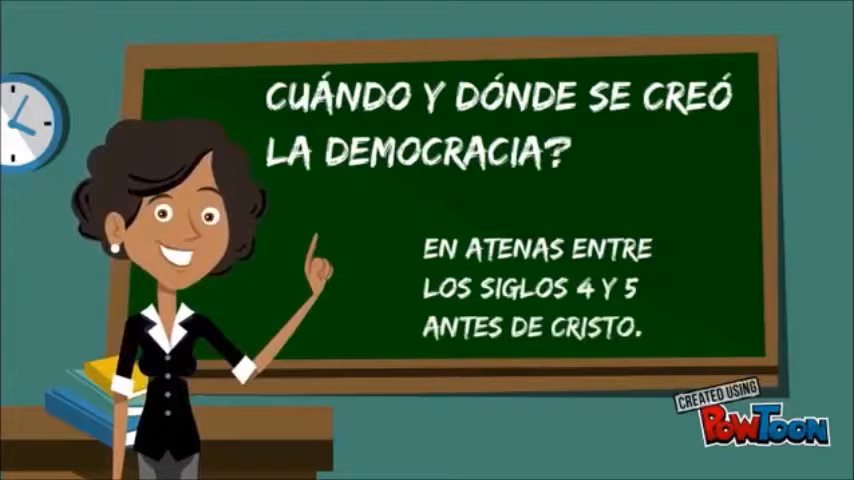 CUÁNDO Y DÓNDE SE CREÓ
LA DEMOCRACIA?
EN ATENAS ENTRE
LOS SIGLOS 4 Y 5
ANTES DE CRISTO.
CREATED USING
POWTOON